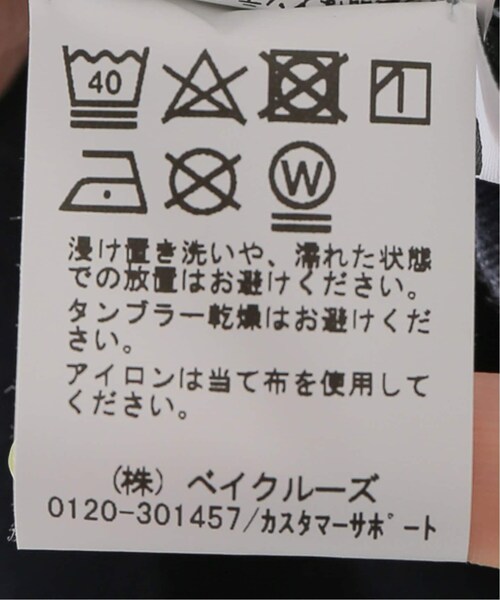 40
W
浸け置き洗いや、濡れた状態
での放置はお避けください。
タンブラー乾燥はお避けくだ
さい。
アイロンは当て布を使用して
ください。
(株) ベイクルーズ
0120-301457/カスタマーサポート